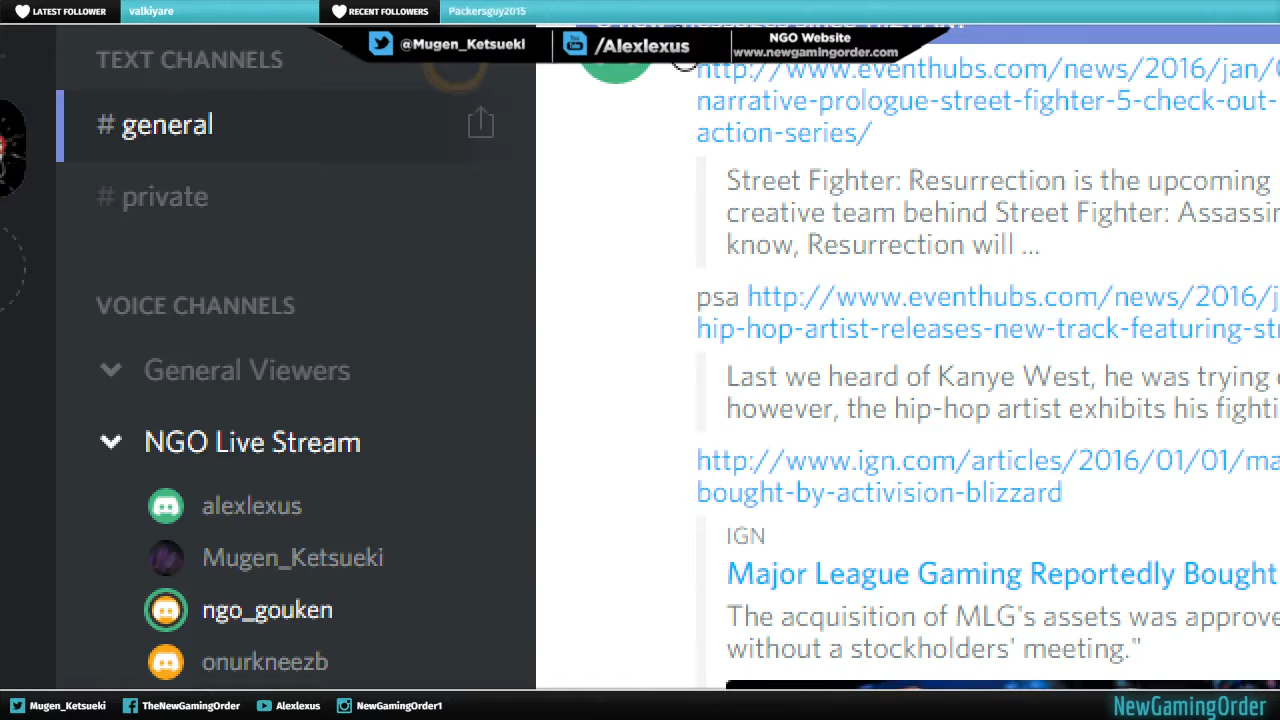 LATEST FOLLOWER
valkiyare
RECENT FOLLOWERS
Packersguy2015
@Mugen_Ketsueki
/Alexlexus
NGO Website
www.newgamingorder.com
TEXT CHANNELS
# general
# private
VOICE CHANNELS
General Viewers
NGO Live Stream
alexlexus
Mugen_Ketsueki
ngo_gouken
onurkneezb
http://www.eventhubs.com/news/2016/jan/
narrative-prologue-street-fighter-5-check-out-
action-series/
Street Fighter: Resurrection is the upcoming
creative team behind Street Fighter: Assassin
know, Resurrection will ...
psa http://www.eventhubs.com/news/2016/j
hip-hop-artist-releases-new-track-featuring-st
Last we heard of Kanye West, he was trying
however, the hip-hop artist exhibits his fighti
http://www.ign.com/articles/2016/01/01/ma
bought-by-activision-blizzard
IGN
Major League Gaming Reportedly Bought
The acquisition of MLG's assets was approve
without a stockholders' meeting."
Mugen_Ketsueki
TheNewGamingOrder
Alexlexus
NewGamingOrder1
NewGamingOrder